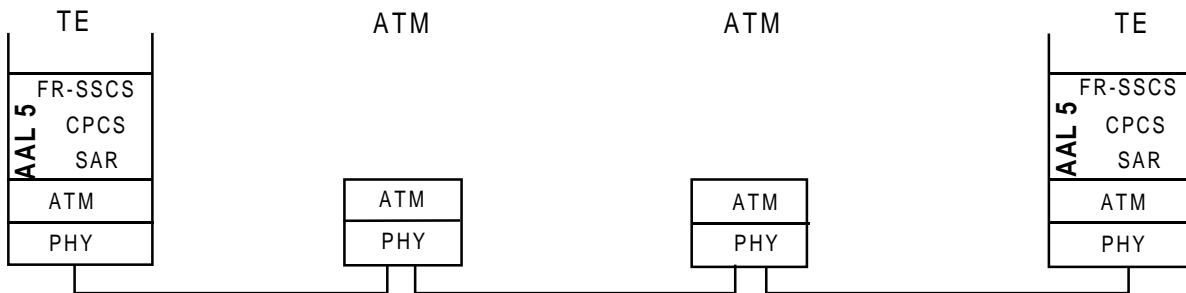 TE ATM ATM TE
FR-SSCS FR-SSCS
AAL 5 CPCS AAL 5 CPCS
SAR SAR
ATM ATM ATM ATM
PHY PHY PHY PHY